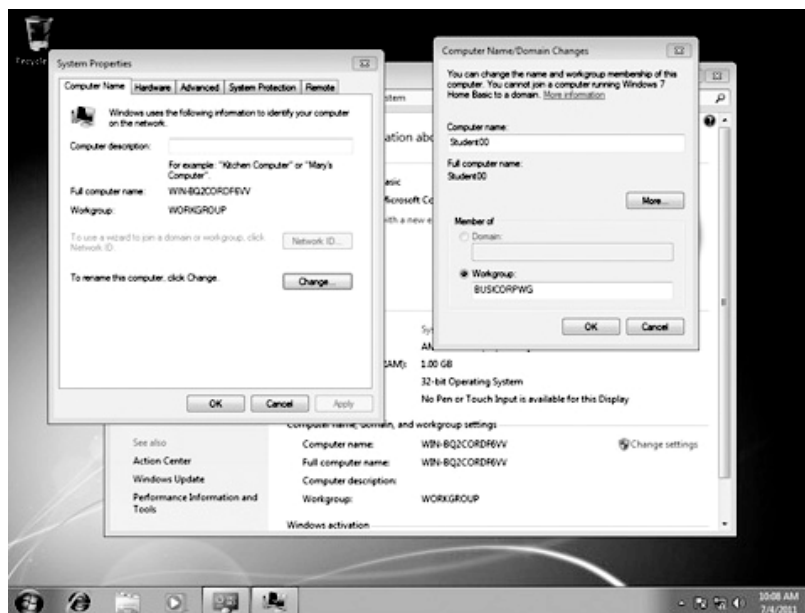 Recycle
System Properties
Computer Name
Hardware
Advanced
System Protection
Remote
Windows uses the following information to identify your computer
on the network.
Computer description:
For example: "Kitchen Computer" or "Mary's
Computer".
Full computer name:
WIN-BQ2CORDF6VV
Workgroup:
WORKGROUP
To use a wizard to join a domain or workgroup, click
Network ID.
Network ID...
To rename this computer, click Change.
Change...
OK
Cancel
Apply
Computer Name/Domain Changes
You can change the name and workgroup membership of this
computer. You cannot join a computer running Windows 7
Home Basic to a domain. More information
Computer name:
Student00
Full computer name:
Student00
More...
Member of
Domain:
Workgroup:
BUSICORPWG
OK
Cancel
stem
ation abo
asic
Microsoft Co
with a new e
Sys
AM
RAM):
1.00 GB
32-bit Operating System
No Pen or Touch Input is available for this Display
Computer name, domain, and workgroup settings
Computer name:
WIN-BQ2CORDF6VV
Change settings
Full computer name:
WIN-BQ2CORDF6VV
Computer description:
Workgroup:
WORKGROUP
Windows activation
See also
Action Center
Windows Update
Performance Information and
Tools
10:08 AM
7/4/2011